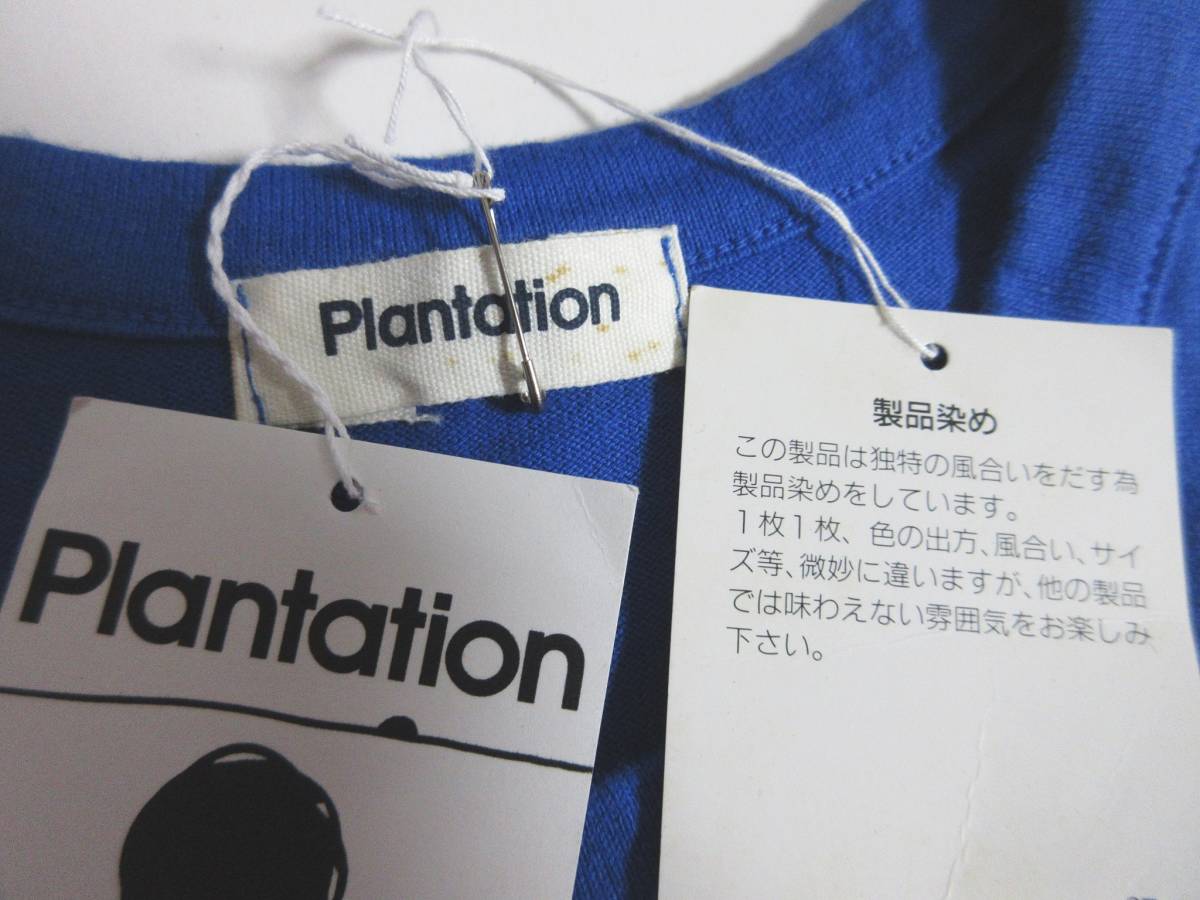 Plantation
Plantation
製品染め
この製品は独特の風合いをだす為
製品染めをしています。
1枚1枚、色の出方、風合い、サイ
ズ等、微妙に違いますが、他の製品
では味わえない雰囲気をお楽しみ
下さい。